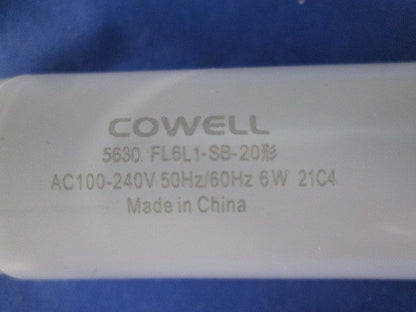 COWELL
5630 FL6L1-SB-20形
AC100-240V 50Hz/60Hz 6W 21C4
Made in China